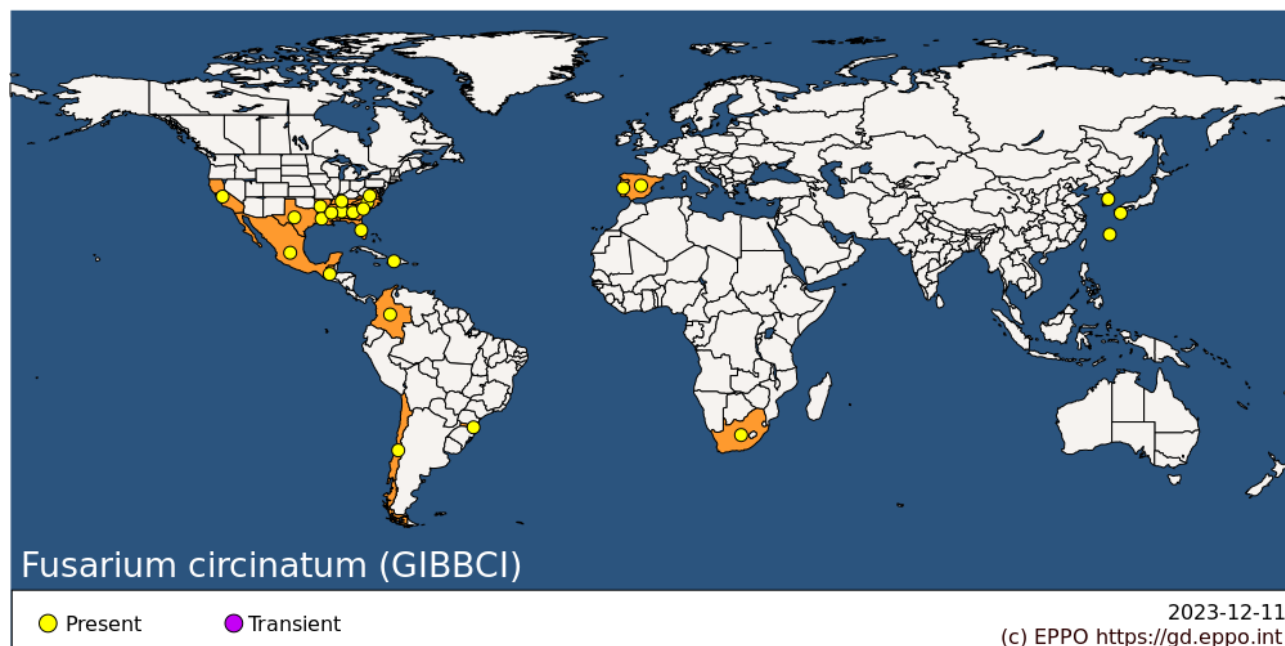 Fusarium circinatum (GIBBCI)
Present
Transient
2023-12-11
(c) EPPO https://gd.eppo.int